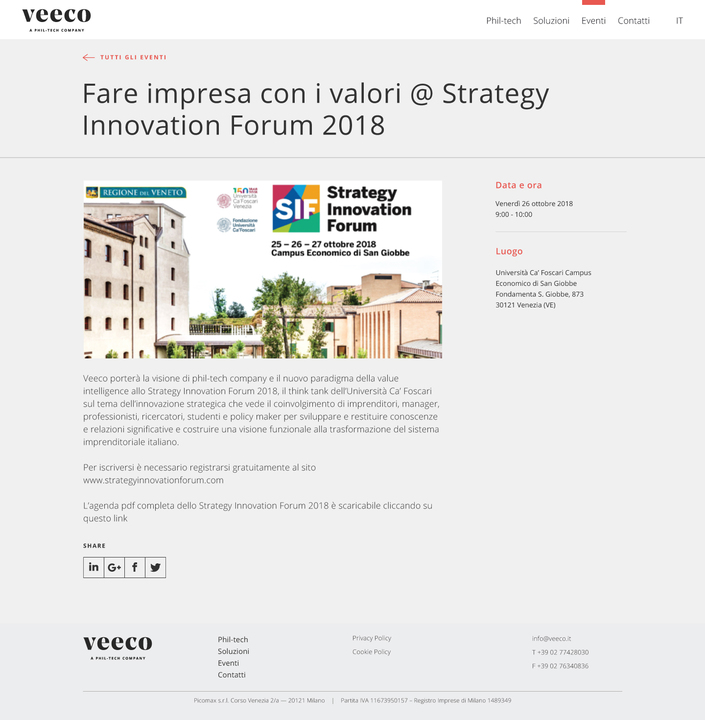 veeco
A PHIL-TECH COMPANY
Phil-tech Soluzioni Eventi Contatti IT
TUTTI GLI EVENTI
Fare impresa con i valori @ Strategy
Innovation Forum 2018
REGIONE DEL VENETO
150
Università
Ca' Foscari
Venezia
Fondazione
Università
Ca' Foscari
SIF
Strategy
Innovation
Forum
25 – 26 – 27 ottobre 2018
Campus Economico di San Giobbe
Data e ora
Venerdì 26 ottobre 2018
9:00 - 10:00
Luogo
Università Ca' Foscari Campus
Economico di San Giobbe
Fondamenta S. Giobbe, 873
30121 Venezia (VE)
Veeco porterà la visione di phil-tech company e il nuovo paradigma della value
intelligence allo Strategy Innovation Forum 2018, il think tank dell'Università Ca' Foscari
sul tema dell'innovazione strategica che vede il coinvolgimento di imprenditori, manager,
professionisti, ricercatori, studenti e policy maker per sviluppare e restituire conoscenze
e relazioni significative e costruire una visione funzionale alla trasformazione del sistema
imprenditoriale italiano.
Per iscriversi è necessario registrarsi gratuitamente al sito
www.strategyinnovationforum.com
L'agenda pdf completa dello Strategy Innovation Forum 2018 è scaricabile cliccando su
questo link
SHARE
in G+ f
veeco
A PHIL-TECH COMPANY
Phil-tech
Soluzioni
Eventi
Contatti
Privacy Policy
Cookie Policy
info@veeco.it
T +39 02 77428030
F +39 02 76340836
Picomax s.r.l. Corso Venezia 2/a — 20121 Milano | Partita IVA 11673950157 – Registro imprese di Milano 1489349